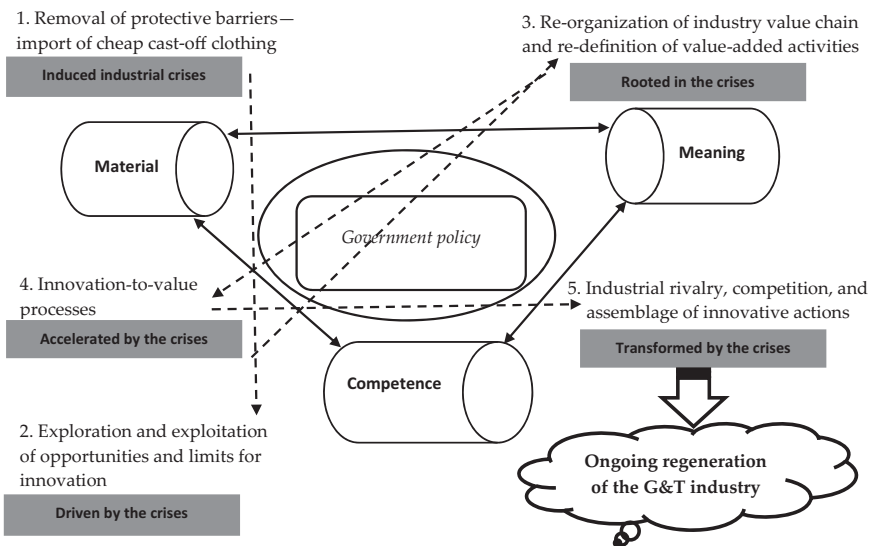 1. Removal of protective barriers—
import of cheap cast-off clothing
Induced industrial crises
3. Re-organization of industry value chain
and re-definition of value-added activities
Rooted in the crises
Material
Meaning
Government policy
4. Innovation-to-value
processes
Accelerated by the crises
5. Industrial rivalry, competition, and
assemblage of innovative actions
Transformed by the crises
Competence
2. Exploration and exploitation
of opportunities and limits for
innovation
Driven by the crises
Ongoing regeneration
of the G&T industry